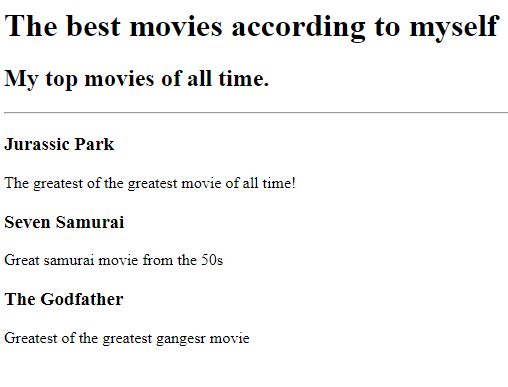 The best movies according to myself
My top movies of all time.
Jurassic Park
The greatest of the greatest movie of all time!
Seven Samurai
Great samurai movie from the 50s
The Godfather
Greatest of the greatest gangesr movie